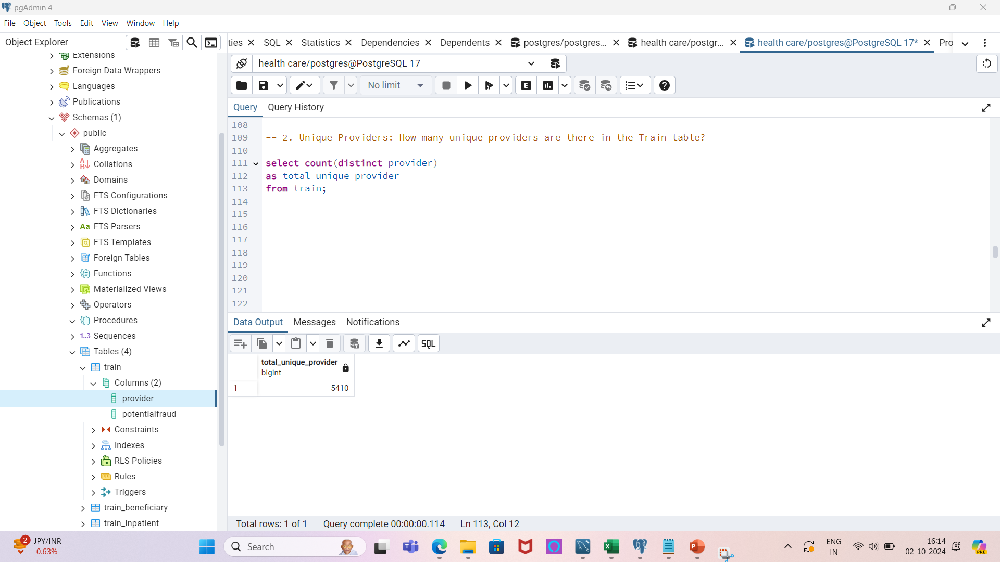 pgAdmin 4
File Object Tools Edit View Window Help
Object Explorer
ties SQL Statistics Dependencies Dependents postgres/postgres... health care/postgr... health care/postgres@PostgreSQL 17* Pro
health care/postgres@PostgreSQL 17
No limit
E
Query Query History
Extensions
Foreign Data Wrappers
Languages
Publications
Schemas (1)
public
Aggregates
Collations
Domains
FTS Configurations
FTS Dictionaries
Aa FTS Parsers
FTS Templates
Foreign Tables
Functions
Materialized Views
Operators
Procedures
1..3 Sequences
Tables (4)
train
Columns (2)
provider
potentialfraud
Constraints
Indexes
RLS Policies
Rules
Triggers
train_beneficiary
train_inpatient
108
109 -- 2. Unique Providers: How many unique providers are there in the Train table?
110
111 select count(distinct provider)
112 as total_unique_provider
113 from train;
114
115
116
117
118
119
120
121
122
Data Output Messages Notifications
SQL
total_unique_provider
bigint
1 5410
Total rows: 1 of 1 Query complete 00:00:00.114 Ln 113, Col 12
2 JPY/INR
-0.63%
Search
ENG
IN
16:14
02-10-2024
PRE